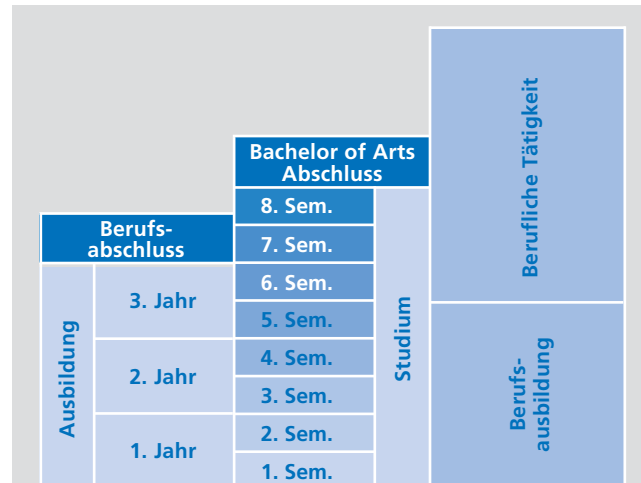 Bachelor of Arts
Abschluss
Berufs-
abschluss
Ausbildung
3. Jahr
2. Jahr
1. Jahr
8. Sem.
7. Sem.
6. Sem.
5. Sem.
4. Sem.
3. Sem.
2. Sem.
1. Sem.
Studium
Berufliche Tätigkeit
Berufs-
ausbildung